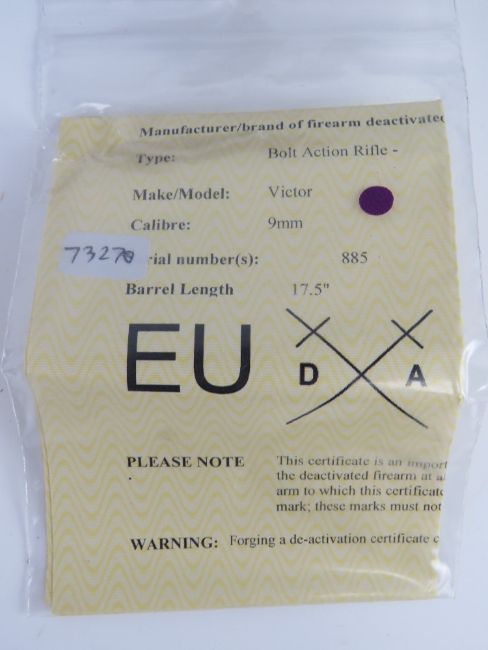 Manufacturer/brand of firearm deactivated
Type: Bolt Action Rifle -
Make/Model: Victor
Calibre: 9mm
73270
rial number(s): 885
Barrel Length 17.5"
EU D A
PLEASE NOTE This certificate is an import
the deactivated firearm at a
arm to which this certificate
mark; these marks must not
WARNING: Forging a de-activation certificate c